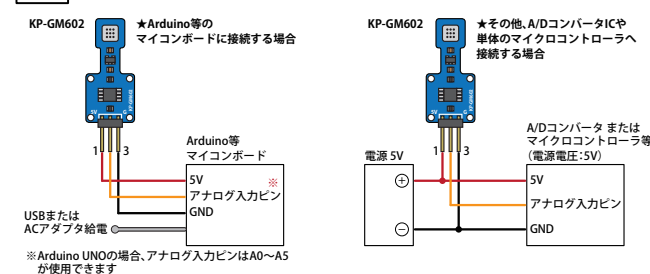 KP-GM602
★Arduino等の
マイコンボードに接続する場合
5V
G
KP-GM602
1
3
Arduino等
マイコンボード
5V
※
アナログ入力ピン
GND
USBまたは
ACアダプタ給電
※Arduino UNOの場合、アナログ入力ピンはA0～A5
が使用できます
KP-GM602
★その他、A/DコンバータICや
単体のマイクロコントローラへ
接続する場合
5V
G
KP-GM602
1
3
電源 5V
A/Dコンバータ または
マイクロコントローラ等
（電源電圧:5V）
5V
アナログ入力ピン
GND